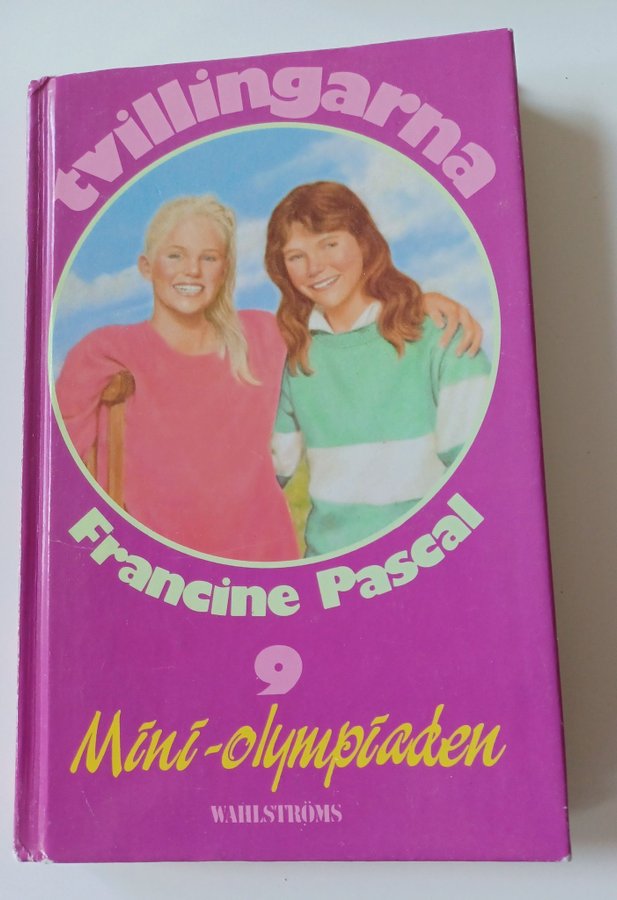 tvillingarna
Francine Pascal
9
Mini-olympiaden
WAHLSTRÖMS